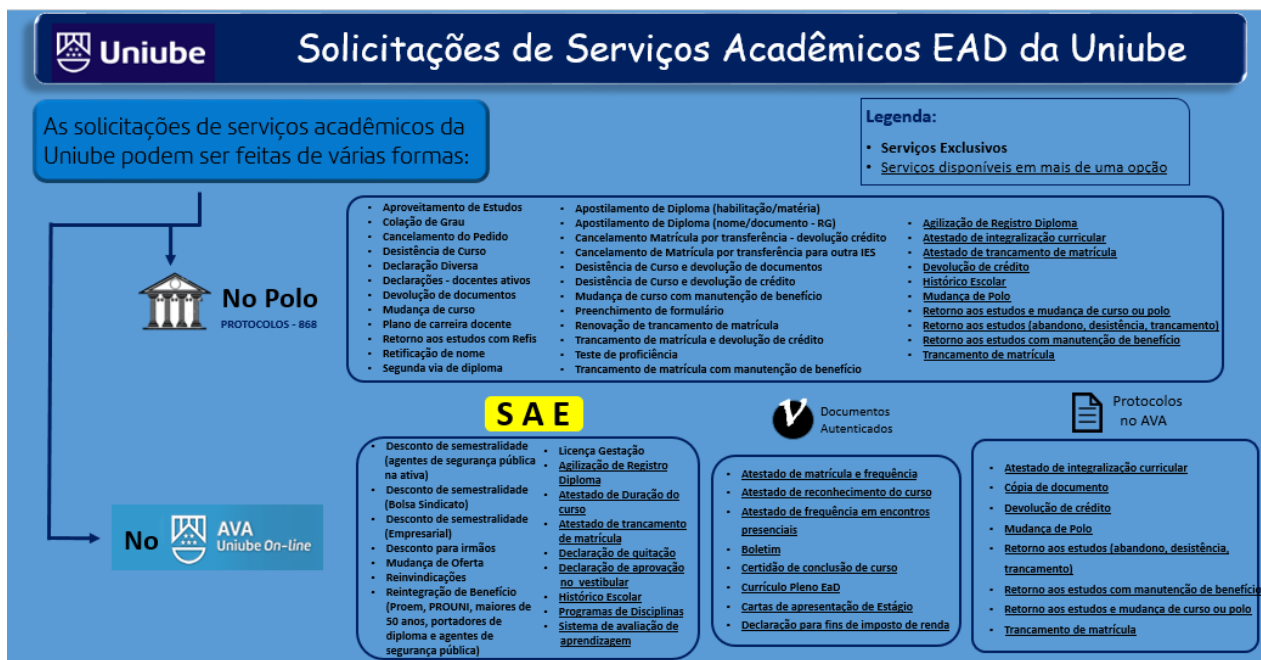 Uniube
Solicitações de Serviços Acadêmicos EAD da Uniube
As solicitações de serviços acadêmicos da
Uniube podem ser feitas de várias formas:
Legenda:
• Serviços Exclusivos
• Serviços disponíveis em mais de uma opção
No Polo
PROTOCOLOS - 868
• Aproveitamento de Estudos
• Colação de Grau
• Cancelamento do Pedido
• Desistência de Curso
• Declaração Diversa
• Declarações - docentes ativos
• Devolução de documentos
• Mudança de curso
• Plano de carreira docente
• Retorno aos estudos com Refis
• Retificação de nome
• Segunda via de diploma
• Apostilamento de Diploma (habilitação/matéria)
• Apostilamento de Diploma (nome/documento - RG)
• Cancelamento Matrícula por transferência - devolução crédito
• Cancelamento de Matrícula por transferência para outra IES
• Desistência de Curso e devolução de documentos
• Desistência de Curso e devolução de crédito
• Mudança de curso com manutenção de benefício
• Preenchimento de formulário
• Renovação de trancamento de matrícula
• Trancamento de matrícula e devolução de crédito
• Teste de proficiência
• Trancamento de matrícula com manutenção de benefício
• Agilização de Registro Diploma
• Atestado de integralização curricular
• Atestado de trancamento de matrícula
• Devolução de crédito
• Histórico Escolar
• Mudança de Polo
• Retorno aos estudos e mudança de curso ou polo
• Retorno aos estudos (abandono, desistência, trancamento)
• Retorno aos estudos com manutenção de benefício
• Trancamento de matrícula
No AVA
Uniube On-line
S A E
• Desconto de semestralidade
(agentes de segurança pública
na ativa)
• Desconto de semestralidade
(Bolsa Sindicato)
• Desconto de semestralidade
(Empresarial)
• Desconto para irmãos
• Mudança de Oferta
• Reinvindicações
• Reintegração de Benefício
(Proem, PROUNI, maiores de
50 anos, portadores de
diploma e agentes de
segurança pública)
• Licença Gestação
• Agilização de Registro
Diploma
• Atestado de Duração do
curso
• Atestado de trancamento
de matrícula
• Declaração de quitação
• Declaração de aprovação
no vestibular
• Histórico Escolar
• Programas de Disciplinas
• Sistema de avaliação de
aprendizagem
V
Documentos
Autenticados
• Atestado de matrícula e frequência
• Atestado de reconhecimento do curso
• Atestado de frequência em encontros
presenciais
• Boletim
• Certidão de conclusão de curso
• Currículo Pleno EaD
• Cartas de apresentação de Estágio
• Declaração para fins de imposto de renda
Protocolos
no AVA
• Atestado de integralização curricular
• Cópia de documento
• Devolução de crédito
• Mudança de Polo
• Retorno aos estudos (abandono, desistência,
trancamento)
• Retorno aos estudos com manutenção de benefício
• Retorno aos estudos e mudança de curso ou polo
• Trancamento de matrícula